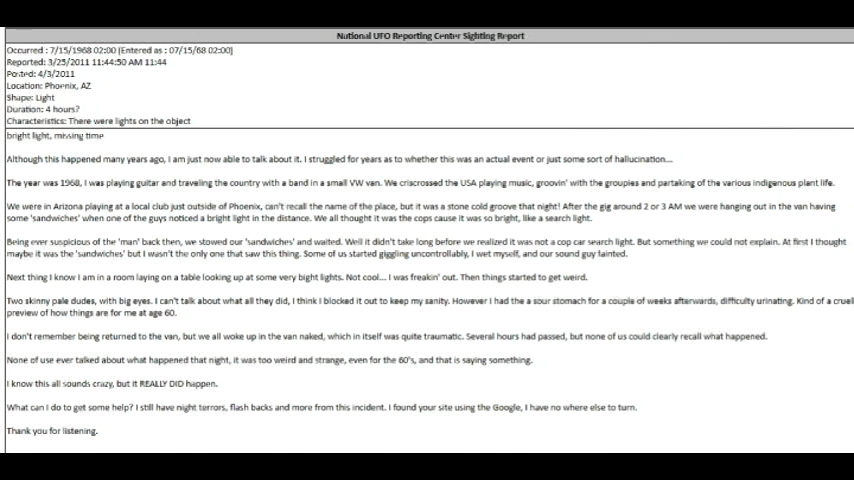 National UFO Reporting Center Sighting Report
Occurred : 7/15/1968 02:00 (Entered as : 07/15/68 02:00)
Reported: 3/25/2011 11:44:50 AM 11:44
Posted: 4/3/2011
Location: Phoenix, AZ
Shape: Light
Duration: 4 hours?
Characteristics: There were lights on the object
bright light, missing time
Although this happened many years ago, I am just now able to talk about it. I struggled for years as to whether this was an actual event or just some sort of hallucination...
The year was 1968, I was playing guitar and traveling the country with a band in a small VW van. We criscrossed the USA playing music, groovin' with the groupies and partaking of the various indigenous plant life.
We were in Arizona playing at a local club just outside of Phoenix, can't recall the name of the place, but it was a stone cold groove that night! After the gig around 2 or 3 AM we were hanging out in the van having
some 'sandwiches' when one of the guys noticed a bright light in the distance. We all thought it was the cops cause it was so bright, like a search light.
Being ever suspicious of the 'man' back then, we stowed our 'sandwiches' and waited. Well it didn't take long before we realized it was not a cop car search light. But something we could not explain. At first I thought
maybe it was the 'sandwiches' but I wasn't the only one that saw this thing. Some of us started giggling uncontrollably, I wet myself, and our sound guy fainted.
Next thing I know I am in a room laying on a table looking up at some very bight lights. Not cool... I was freakin' out. Then things started to get weird.
Two skinny pale dudes, with big eyes. I can't talk about what all they did, I think I blocked it out to keep my sanity. However I had the a sour stomach for a couple of weeks afterwards, difficulty urinating. Kind of a cruel
preview of how things are for me at age 60.
I don't remember being returned to the van, but we all woke up in the van naked, which in itself was quite traumatic. Several hours had passed, but none of us could clearly recall what happened.
None of use ever talked about what happened that night, it was too weird and strange, even for the 60's, and that is saying something.
I know this all sounds crazy, but it REALLY DID happen.
What can I do to get some help? I still have night terrors, flash backs and more from this incident. I found your site using the Google, I have no where else to turn.
Thank you for listening.